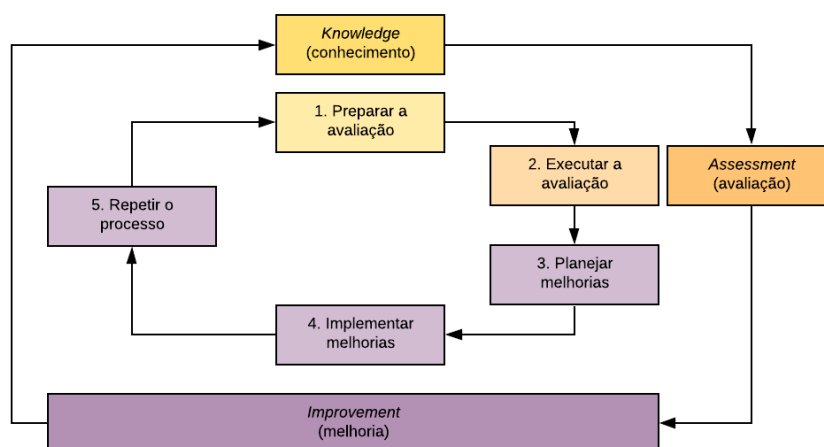 Knowledge
(conhecimento)
1. Preparar a
avaliação
2. Executar a
avaliação
Assessment
(avaliação)
5. Repetir o
processo
3. Planejar
melhorias
4. Implementar
melhorias
Improvement
(melhoria)